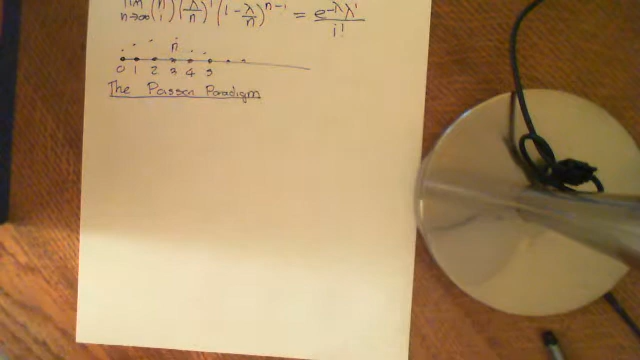 lim n→∞ (n i) (λ/n)^i (1 - λ/n)^{n-i} = e^{-λ} λ^i / i!
n
0 1 2 3 4 5
The Poisson Paradigm